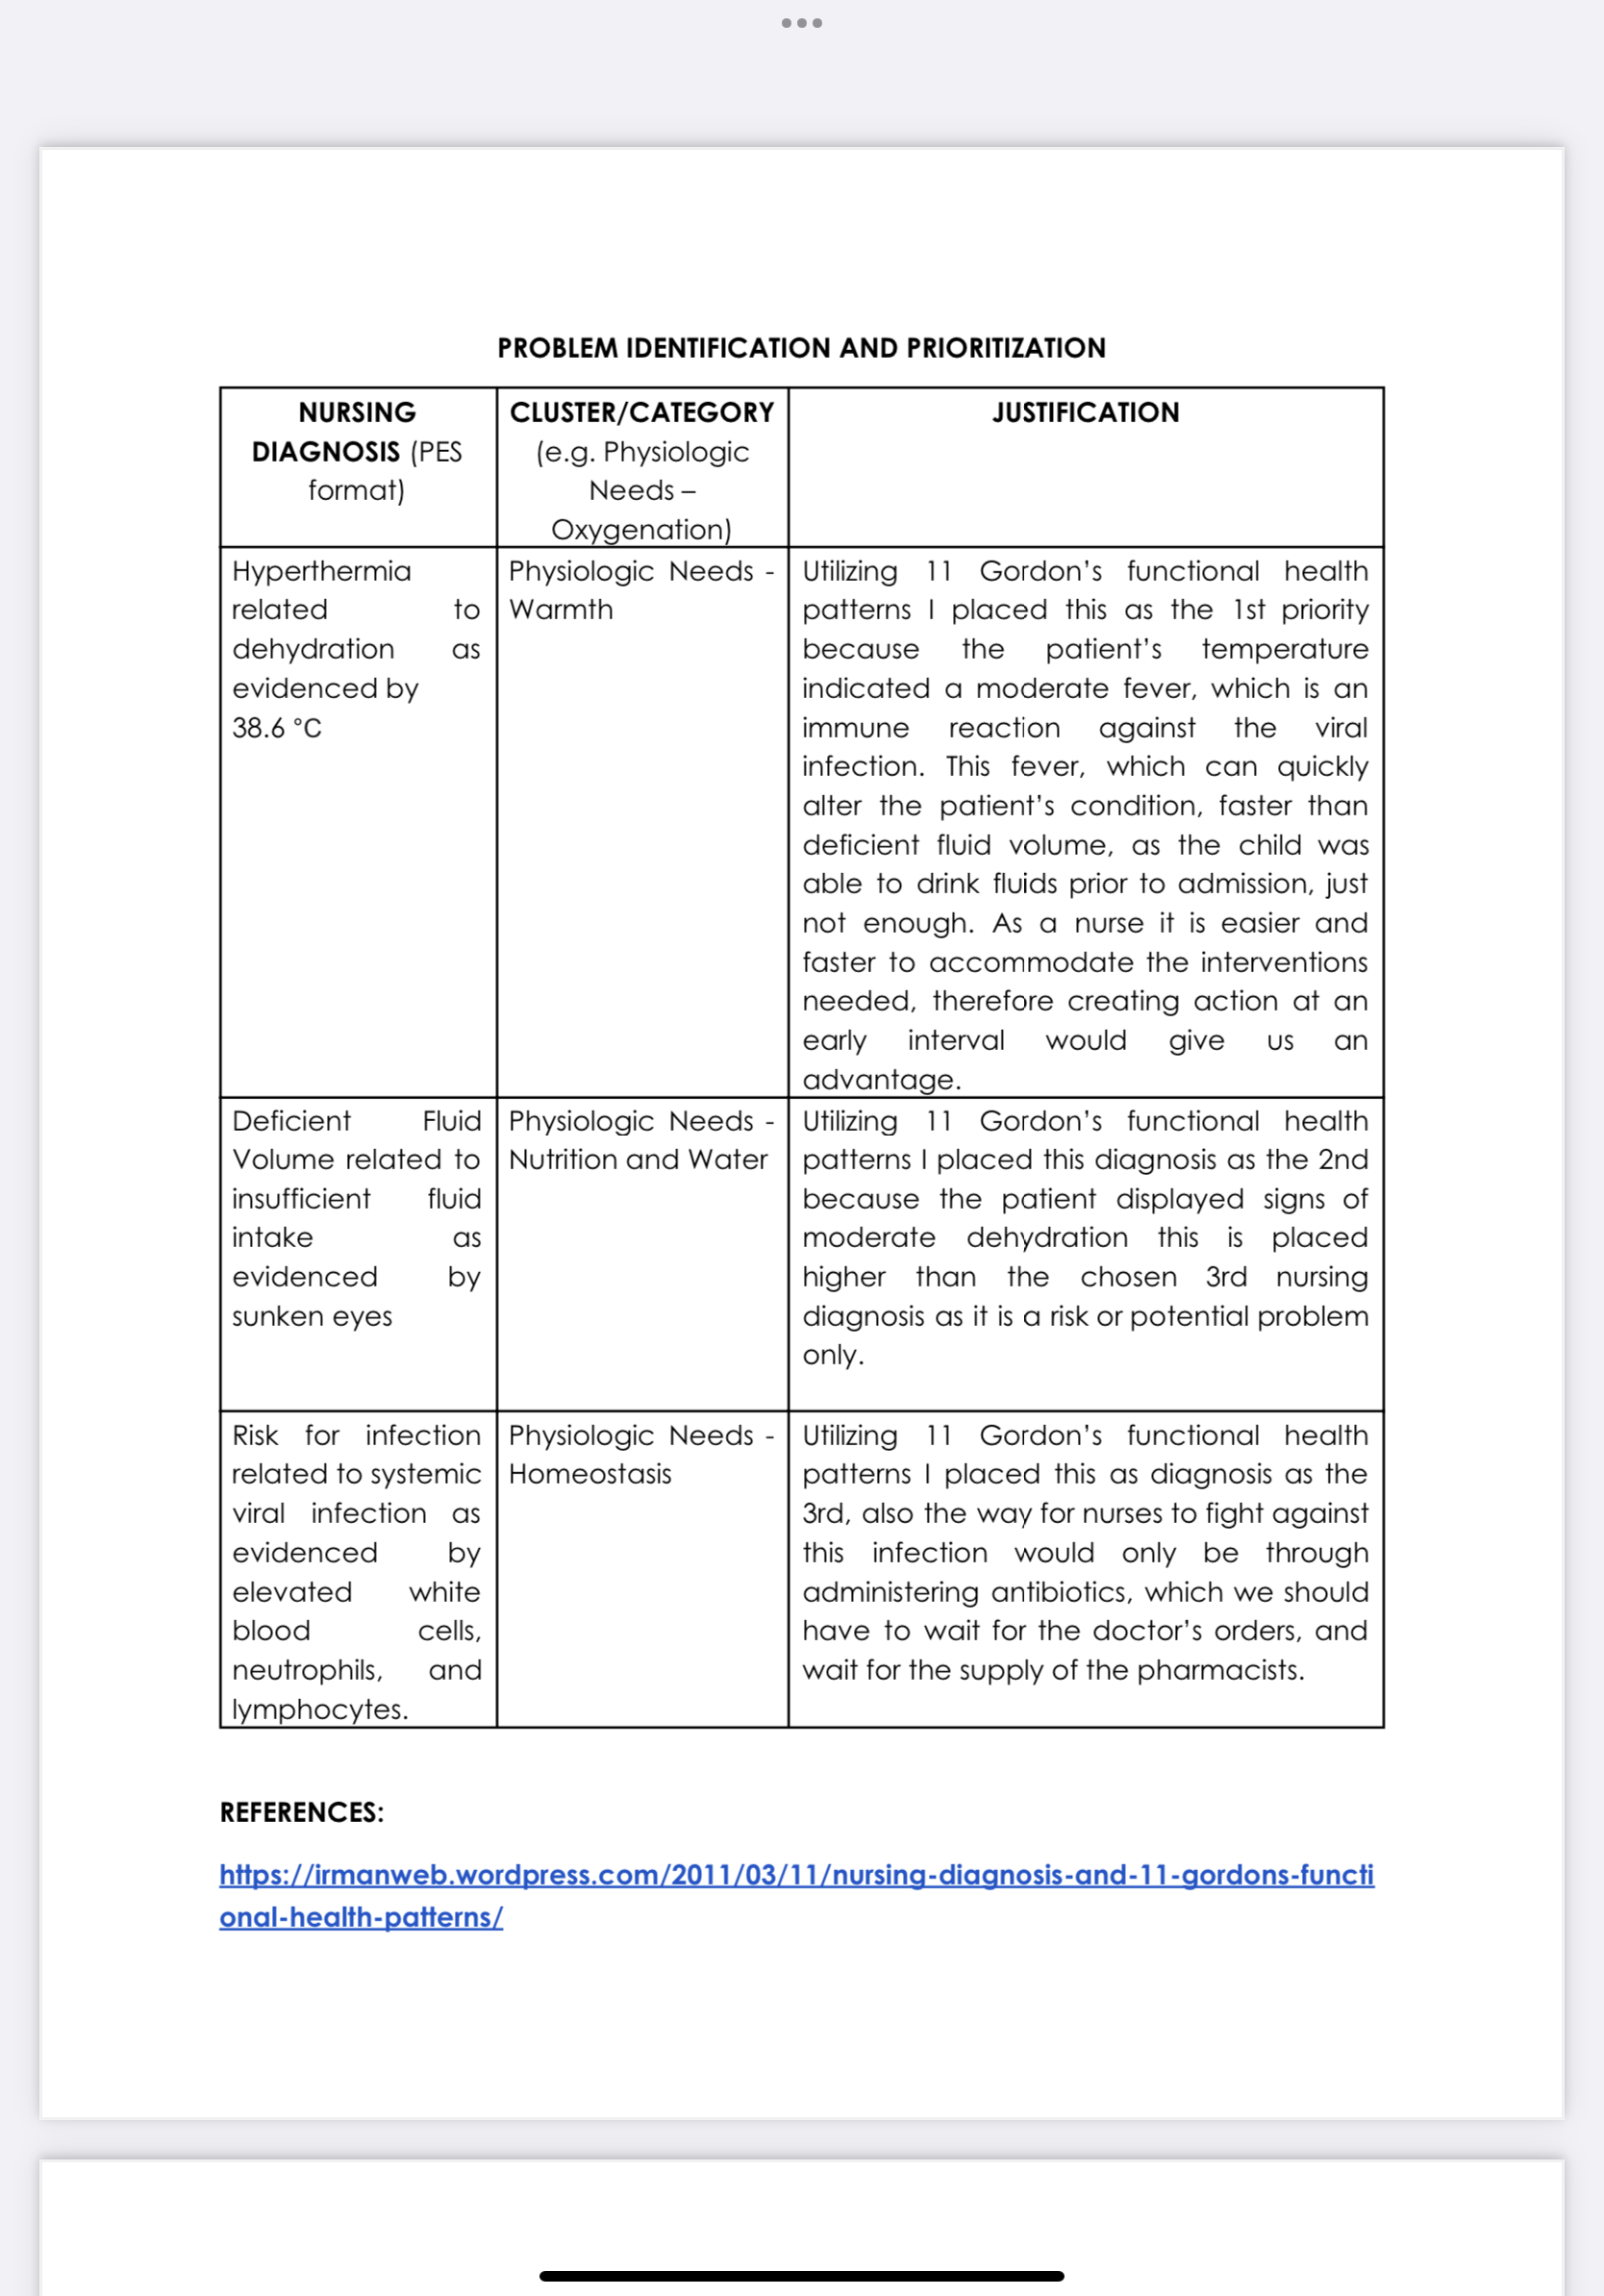 PROBLEM IDENTIFICATION AND PRIORITIZATION
NURSING
DIAGNOSIS (PES
format)
CLUSTER/CATEGORY
(e.g. Physiologic
Needs –
Oxygenation)
JUSTIFICATION
Hyperthermia
related to
dehydration as
evidenced by
38.6 °C
Physiologic Needs -
Warmth
Utilizing 11 Gordon’s functional health
patterns I placed this as the 1st priority
because the patient’s temperature
indicated a moderate fever, which is an
immune reaction against the viral
infection. This fever, which can quickly
alter the patient’s condition, faster than
deficient fluid volume, as the child was
able to drink fluids prior to admission, just
not enough. As a nurse it is easier and
faster to accommodate the interventions
needed, therefore creating action at an
early interval would give us an
advantage.
Deficient Fluid
Volume related to
insufficient fluid
intake as
evidenced by
sunken eyes
Physiologic Needs -
Nutrition and Water
Utilizing 11 Gordon’s functional health
patterns I placed this diagnosis as the 2nd
because the patient displayed signs of
moderate dehydration this is placed
higher than the chosen 3rd nursing
diagnosis as it is a risk or potential problem
only.
Risk for infection
related to systemic
viral infection as
evidenced by
elevated white
blood cells,
neutrophils, and
lymphocytes.
Physiologic Needs -
Homeostasis
Utilizing 11 Gordon’s functional health
patterns I placed this as diagnosis as the
3rd, also the way for nurses to fight against
this infection would only be through
administering antibiotics, which we should
have to wait for the doctor’s orders, and
wait for the supply of the pharmacists.
REFERENCES:
https://irmanweb.wordpress.com/2011/03/11/nursing-diagnosis-and-11-gordons-functi
onal-health-patterns/